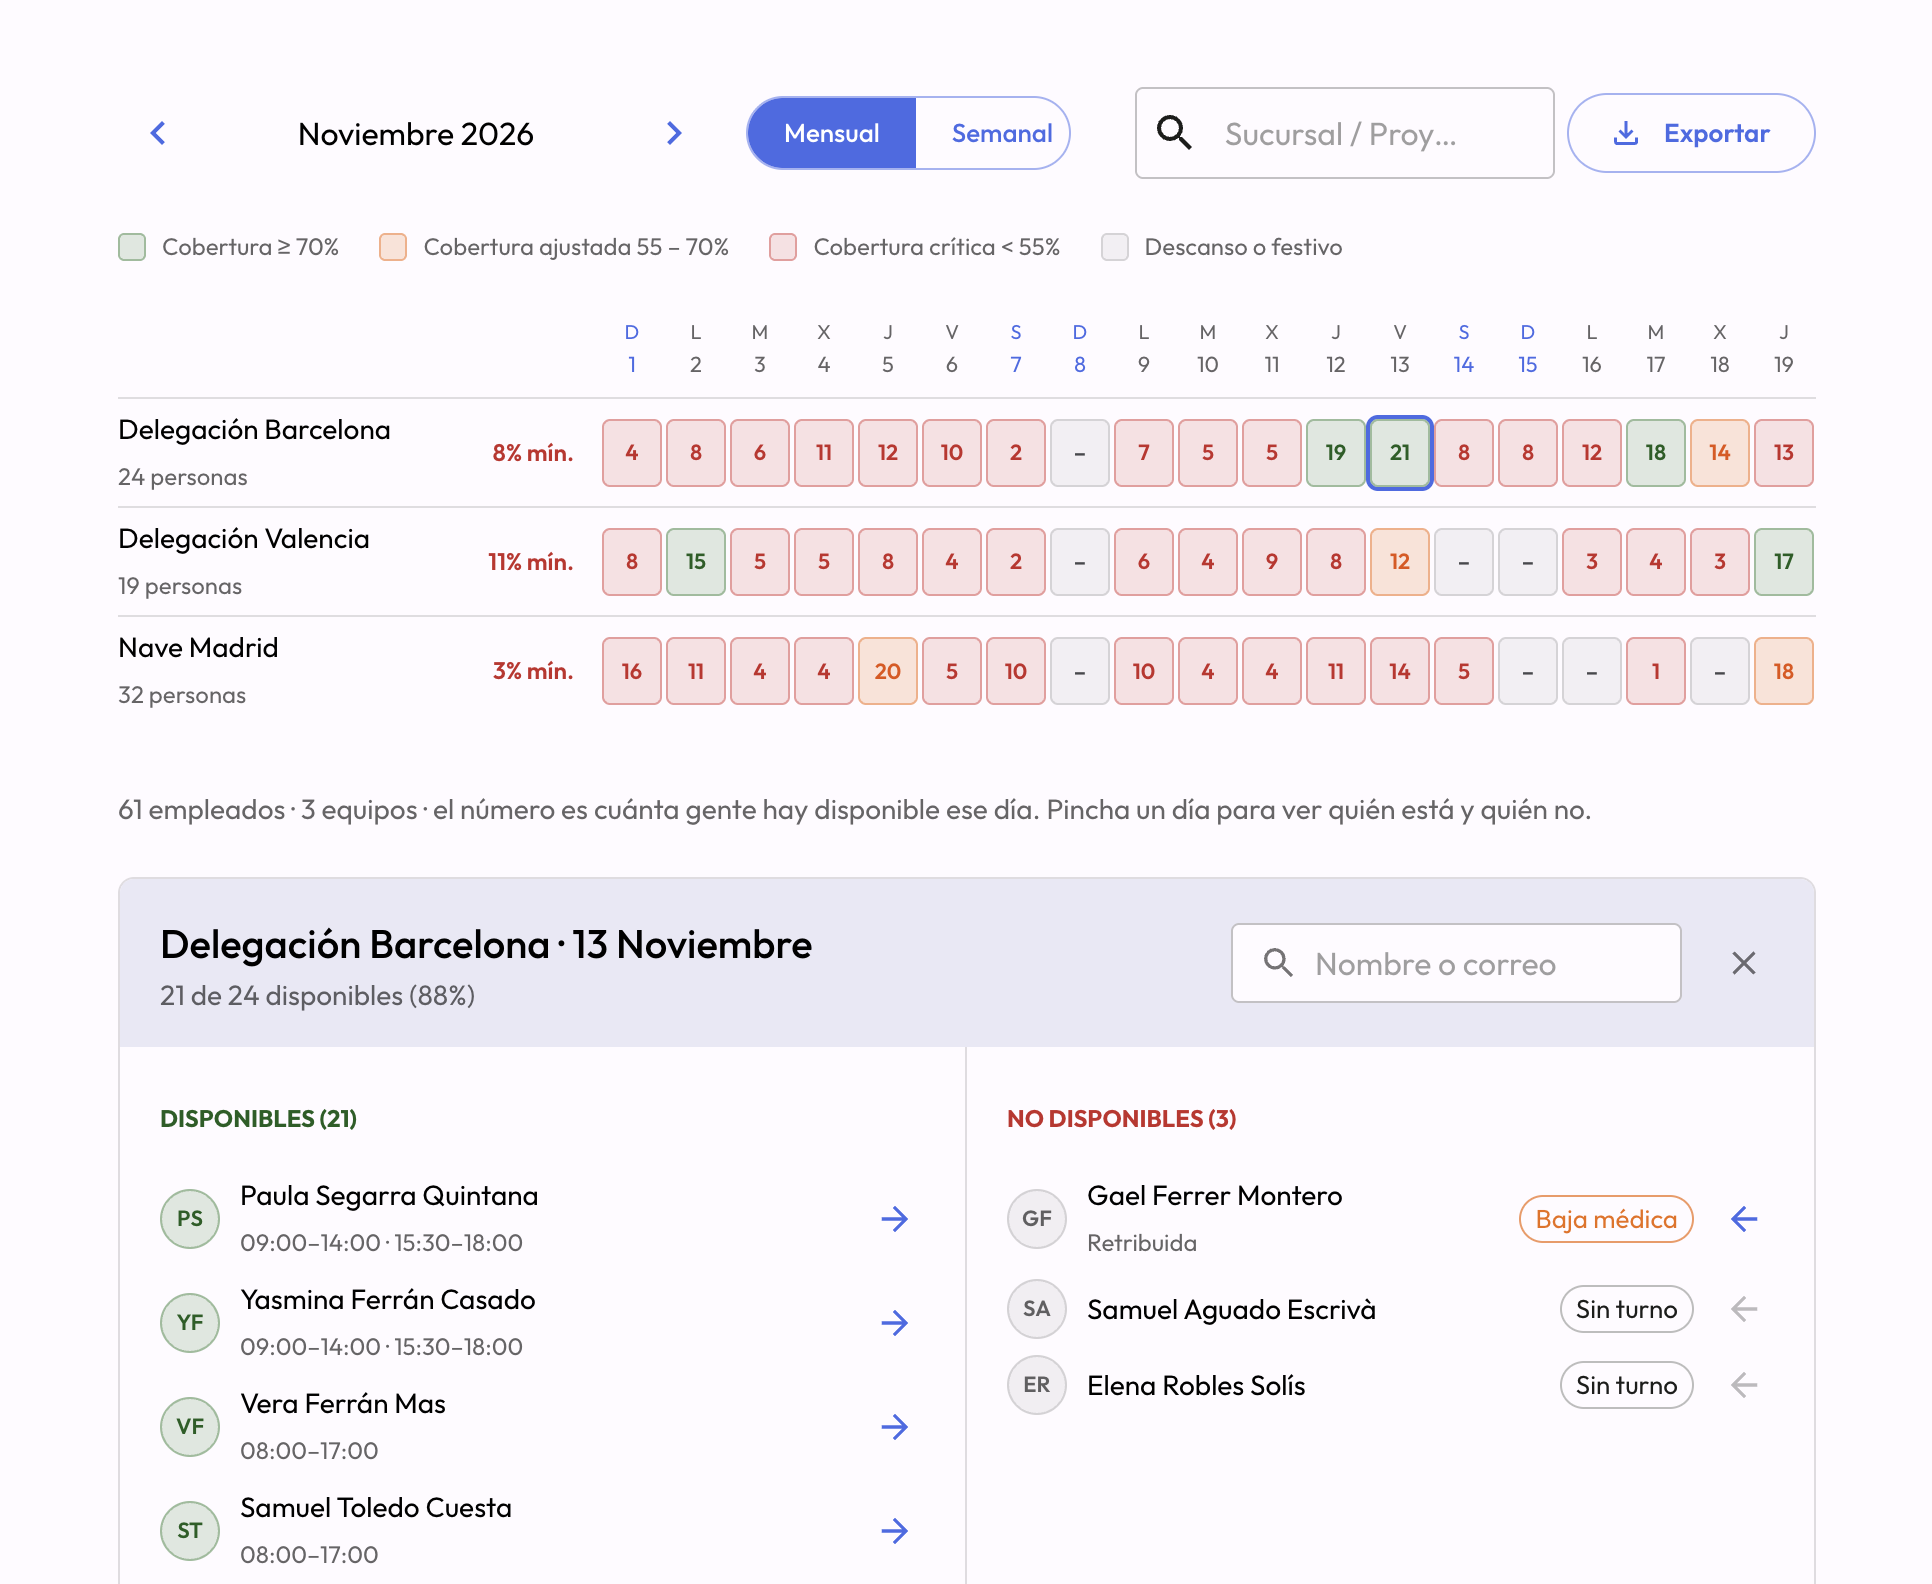 Noviembre 2026
Mensual
Semanal
Sucursal / Proy...
Exportar
Cobertura ≥ 70%
Cobertura ajustada 55 – 70%
Cobertura crítica < 55%
Descanso o festivo
D L M X J V S D L M X J V S D L M X J
1 2 3 4 5 6 7 8 9 10 11 12 13 14 15 16 17 18 19
Delegación Barcelona
24 personas
8% mín.
4 8 6 11 12 10 2 – 7 5 5 19 21 8 8 12 18 14 13
Delegación Valencia
19 personas
11% mín.
8 15 5 5 8 4 2 – 6 4 9 8 12 – – 3 4 3 17
Nave Madrid
32 personas
3% mín.
16 11 4 4 20 5 10 – 10 4 4 11 14 5 – – 1 – 18
61 empleados · 3 equipos · el número es cuánta gente hay disponible ese día. Pincha un día para ver quién está y quién no.
Delegación Barcelona · 13 Noviembre
21 de 24 disponibles (88%)
Nombre o correo
DISPONIBLES (21)
PS
Paula Segarra Quintana
09:00–14:00 · 15:30–18:00
YF
Yasmina Ferrán Casado
09:00–14:00 · 15:30–18:00
VF
Vera Ferrán Mas
08:00–17:00
ST
Samuel Toledo Cuesta
08:00–17:00
NO DISPONIBLES (3)
GF
Gael Ferrer Montero
Retribuida
Baja médica
SA
Samuel Aguado Escrivà
Sin turno
ER
Elena Robles Solís
Sin turno